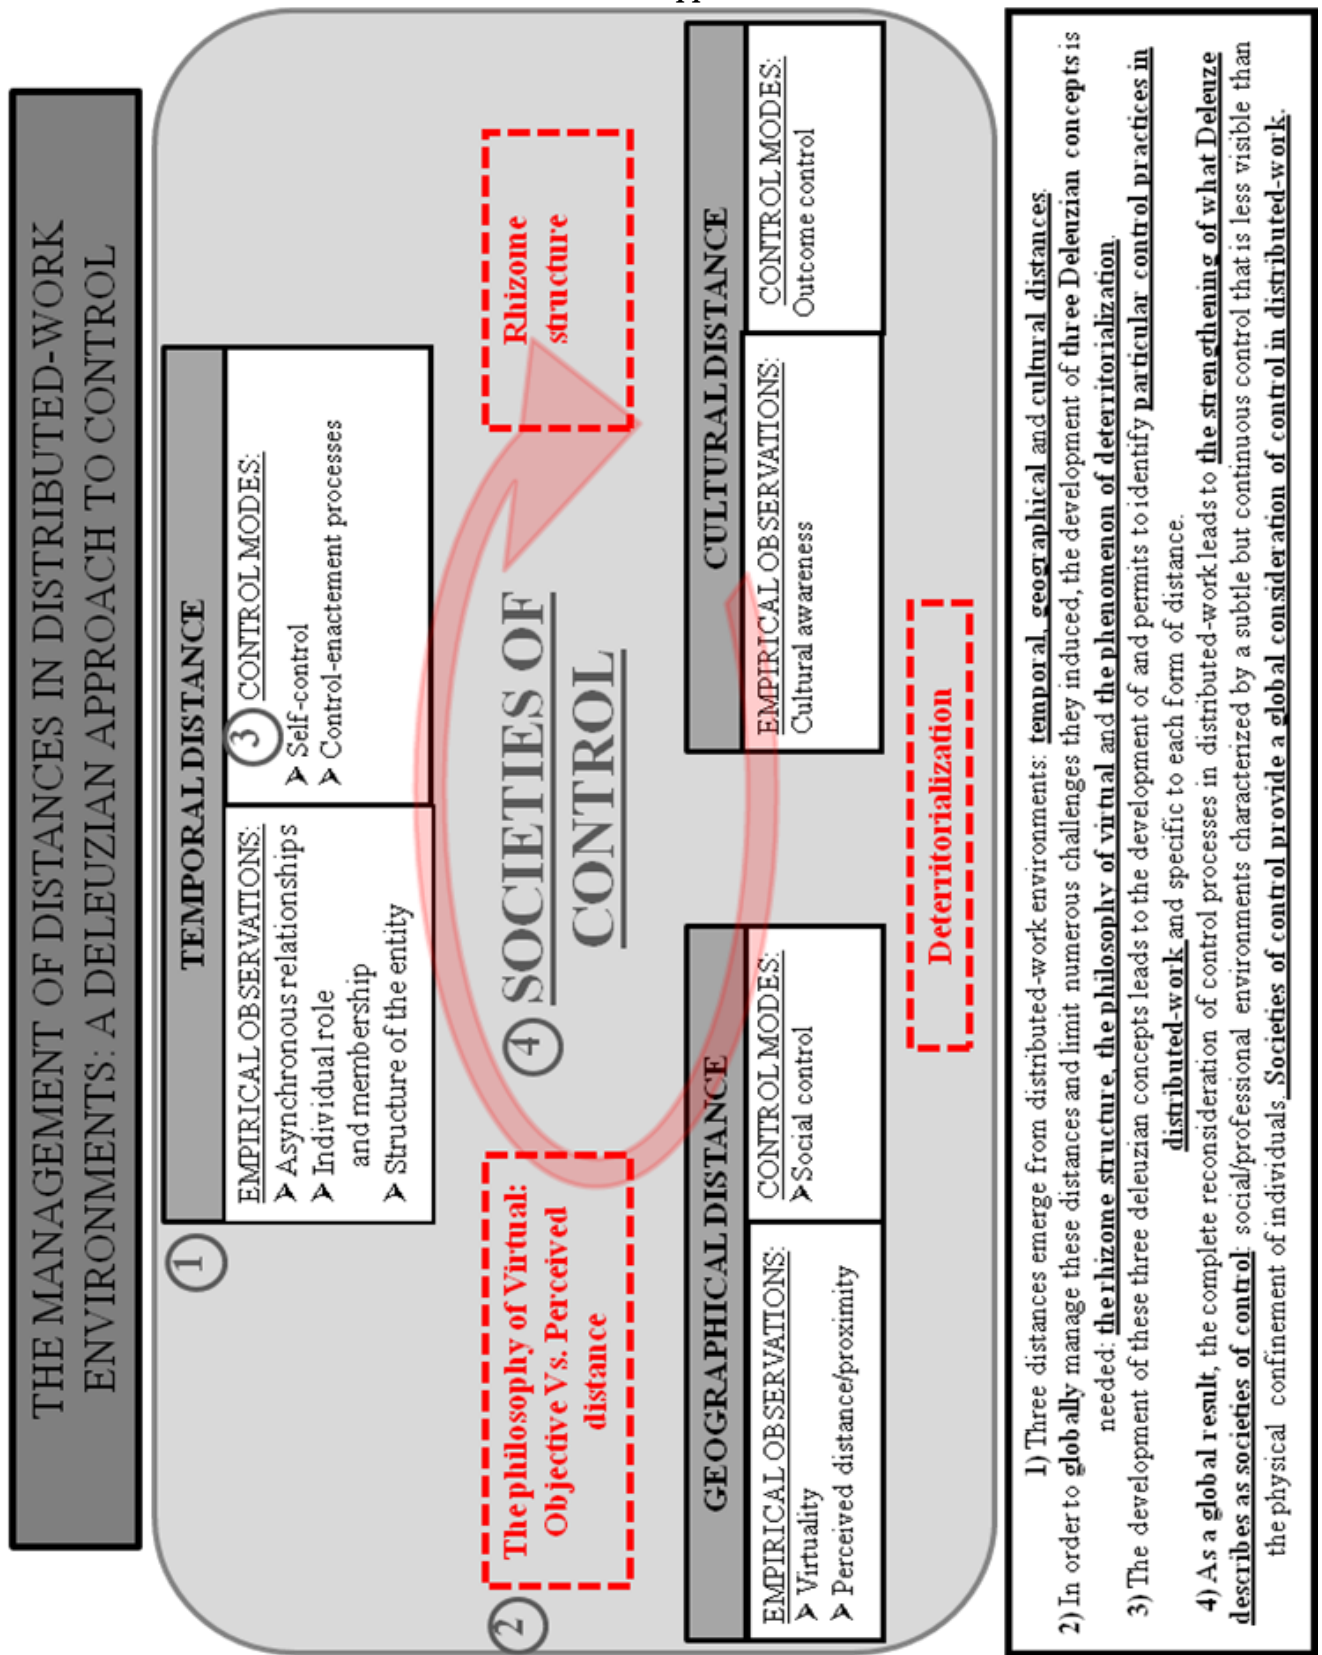 THE MANAGEMENT OF DISTANCES IN DISTRIBUTED-WORK
ENVIRONMENTS: A DELEUZIAN APPROACH TO CONTROL
TEMPORAL DISTANCE
1
EMPIRICAL OBSERVATIONS:
➤ Asynchronous relationships
➤ Individual role
and membership
➤ Structure of the entity
3 CONTROL MODES:
➤ Self-control
➤ Control-enactement processes
2
The philosophy of Virtual:
Objective Vs. Perceived
distance
Rhizome
structure
4 SOCIETIES OF
CONTROL
GEOGRAPHICAL DISTANCE
EMPIRICAL OBSERVATIONS:
➤ Virtuality
➤ Perceived distance/proximity
CONTROL MODES:
➤Social control
CULTURAL DISTANCE
EMPIRICAL OBSERVATIONS:
Cultural awareness
CONTROL MODES:
Outcome control
Deterritorialization
1) Three distances emerge from distributed-work environments: temporal, geographical and cultural distances.
2) In order to globally manage these distances and limit numerous challenges they induced, the development of three Deleuzian concepts is
needed: the rhizome structure, the philosophy of virtual and the phenomenon of deterritorialization.
3) The development of these three deleuzian concepts leads to the development of and permits to identify particular control practices in
distributed-work and specific to each form of distance.
4) As a global result, the complete reconsideration of control processes in distributed-work leads to the strengthening of what Deleuze
describes as societies of control: social/professional environments characterized by a subtle but continuous control that is less visible than
the physical confinement of individuals. Societies of control provide a global consideration of control in distributed-work.